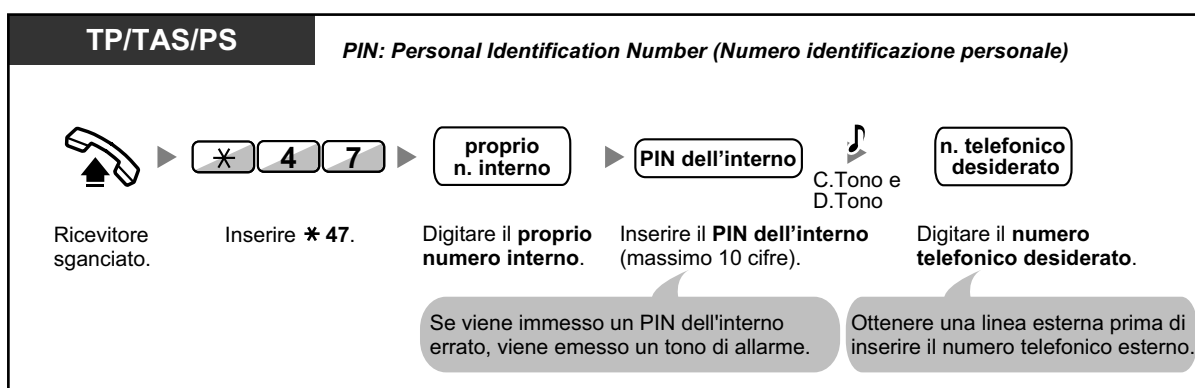 TP/TAS/PS
PIN: Personal Identification Number (Numero identificazione personale)
✳ 4 7
proprio
n. interno
PIN dell’interno
C.Tono e
D.Tono
n. telefonico
desiderato
Ricevitore
sganciato.
Inserire ✳ 47.
Digitare il proprio
numero interno.
Inserire il PIN dell’interno
(massimo 10 cifre).
Digitare il numero
telefonico desiderato.
Se viene immesso un PIN dell'interno
errato, viene emesso un tono di allarme.
Ottenere una linea esterna prima di
inserire il numero telefonico esterno.